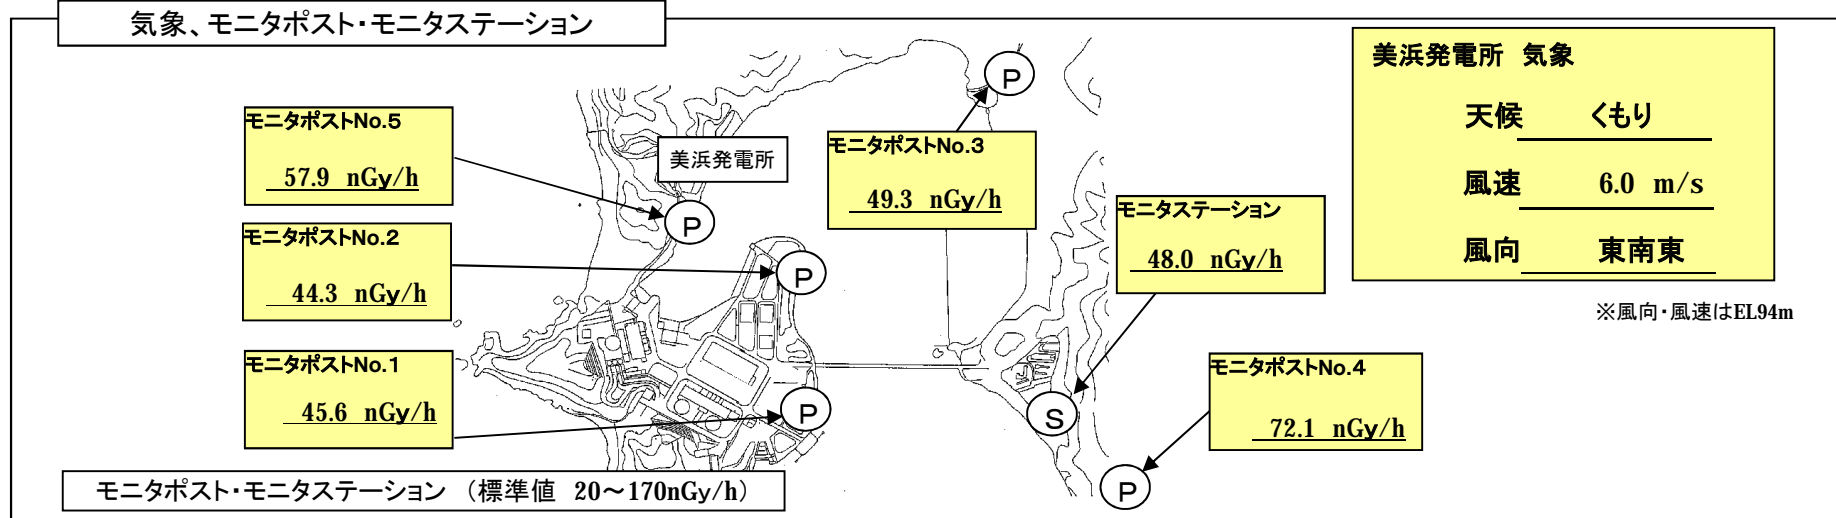 気象、モニタポスト・モニタステーション
モニタポストNo.5
57.9 nGy/h
美浜発電所
P
モニタポストNo.2
44.3 nGy/h
P
モニタポストNo.1
45.6 nGy/h
P
モニタポストNo.3
49.3 nGy/h
P
モニタステーション
48.0 nGy/h
S
モニタポストNo.4
72.1 nGy/h
P
美浜発電所 気象
天候 くもり
風速 6.0 m/s
風向 東南東
※風向・風速はEL94m
モニタポスト・モニタステーション （標準値 20～170nGy/h）